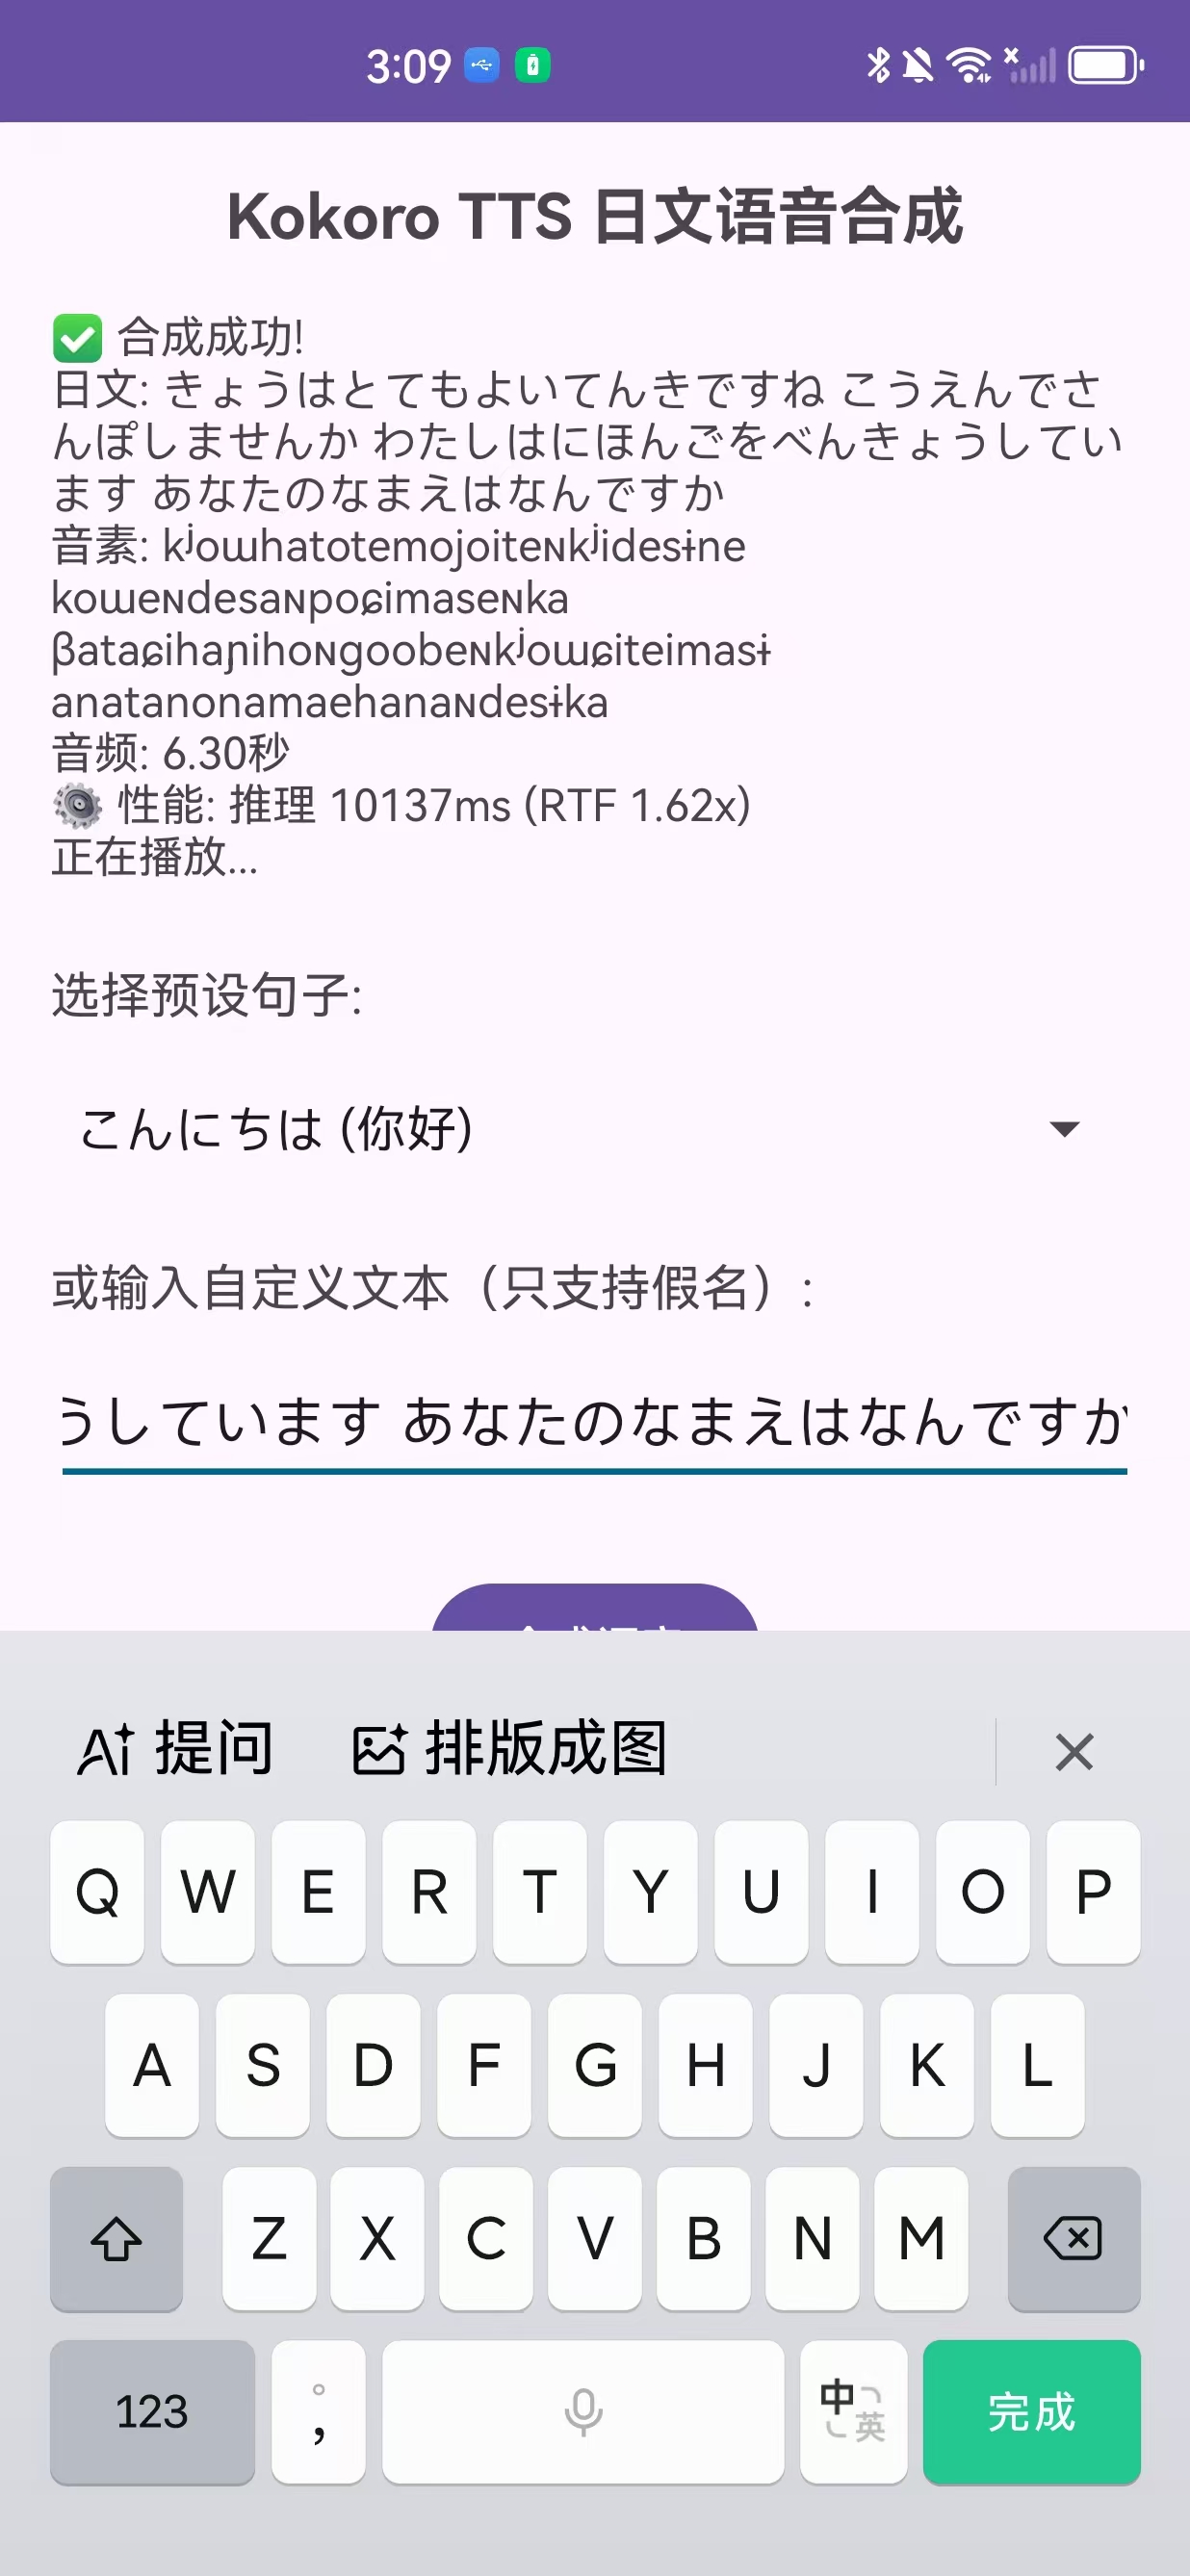 3:09
Kokoro TTS 日文语音合成
✅ 合成成功!
日文: きょうはとてもよいてんきですね こうえんでさ
んぽしませんか わたしはにほんごをべんきょうしてい
ます あなたのなまえはなんですか
音素: kʲoɯhatotemojoiteɴkʲidesɨne
koɯeɴdesaɴpoɕimaseɴka
βataɕihaɲihoɴgoobeɴkʲoɯɕiteimasɨ
anatanonamaehanaɴdesɨka
音频: 6.30秒
⚙️ 性能: 推理 10137ms (RTF 1.62x)
正在播放...
选择预设句子:
こんにちは (你好)
或输入自定义文本（只支持假名）:
うしています あなたのなまえはなんですか
Ai 提问 排版成图
Q W E R T Y U I O P
A S D F G H J K L
Z X C V B N M
123 。, 中 英 完成